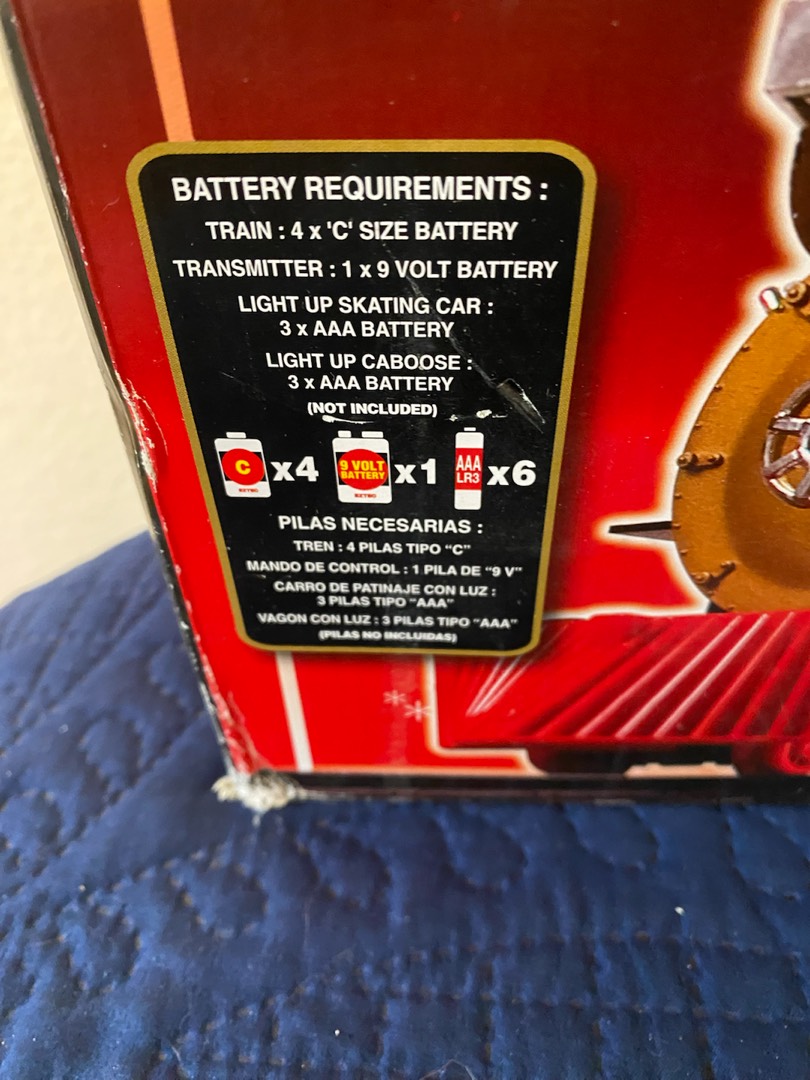 BATTERY REQUIREMENTS :
TRAIN : 4 x 'C' SIZE BATTERY
TRANSMITTER : 1 x 9 VOLT BATTERY
LIGHT UP SKATING CAR :
3 x AAA BATTERY
LIGHT UP CABOOSE :
3 x AAA BATTERY
(NOT INCLUDED)
C x4
9 VOLT BATTERY x1
AAA LR3 x6
PILAS NECESARIAS :
TREN : 4 PILAS TIPO "C"
MANDO DE CONTROL : 1 PILA DE "9 V"
CARRO DE PATINAJE CON LUZ :
3 PILAS TIPO "AAA"
VAGON CON LUZ : 3 PILAS TIPO "AAA"
(PILAS NO INCLUIDAS)